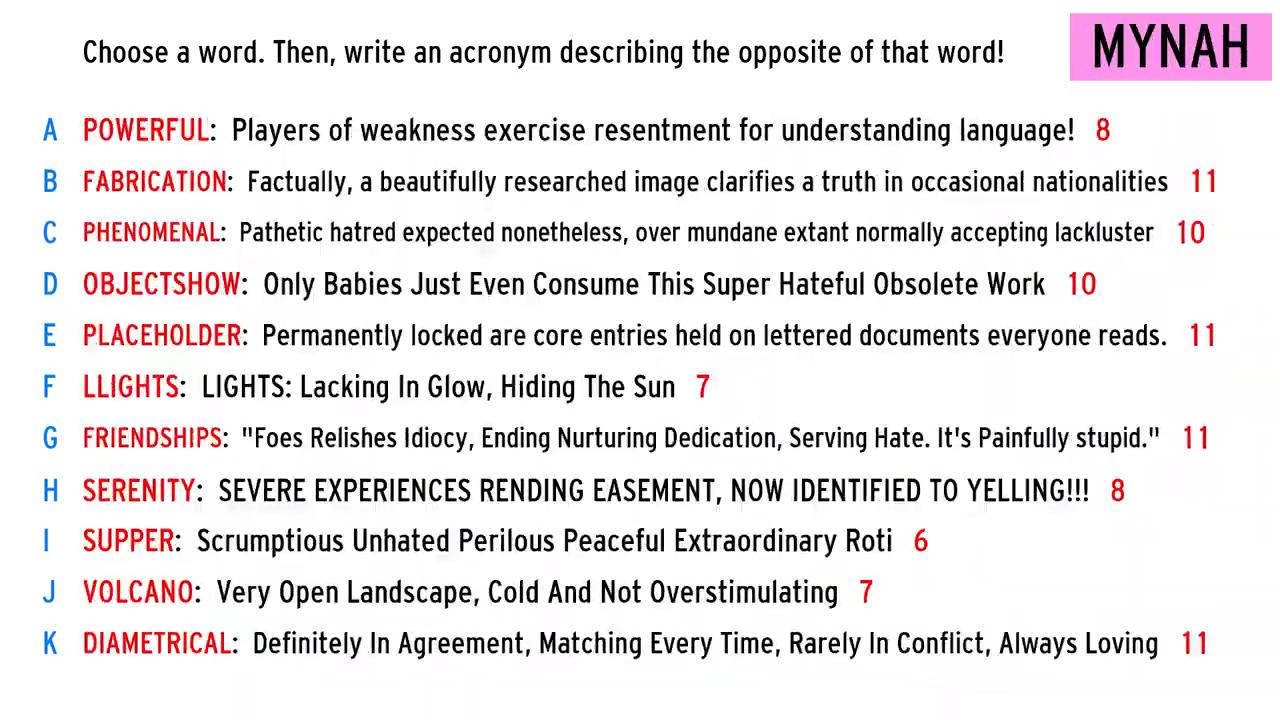 Choose a word. Then, write an acronym describing the opposite of that word!
MYNAH
A POWERFUL: Players of weakness exercise resentment for understanding language! 8
B FABRICATION: Factually, a beautifully researched image clarifies a truth in occasional nationalities 11
C PHENOMENAL: Pathetic hatred expected nonetheless, over mundane extant normally accepting lackluster 10
D OBJECTSHOW: Only Babies Just Even Consume This Super Hateful Obsolete Work 10
E PLACEHOLDER: Permanently locked are core entries held on lettered documents everyone reads. 11
F LLIGHTS: LIGHTS: Lacking In Glow, Hiding The Sun 7
G FRIENDSHIPS: "Foes Relishes Idiocy, Ending Nurturing Dedication, Serving Hate. It's Painfully stupid." 11
H SERENITY: SEVERE EXPERIENCES RENDING EASEMENT, NOW IDENTIFIED TO YELLING!!! 8
I SUPPER: Scrumptious Unhated Perilous Peaceful Extraordinary Roti 6
J VOLCANO: Very Open Landscape, Cold And Not Overstimulating 7
K DIAMETRICAL: Definitely In Agreement, Matching Every Time, Rarely In Conflict, Always Loving 11